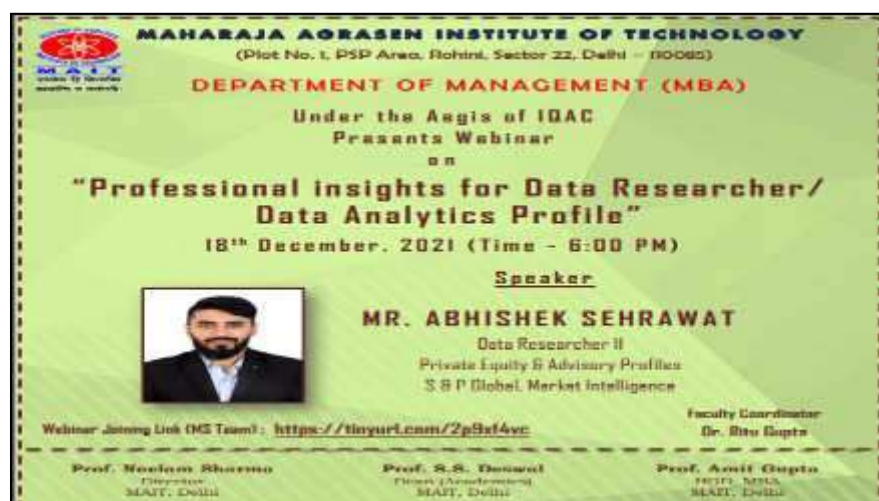 MAHARAJA AGRASEN INSTITUTE OF TECHNOLOGY
(Plot No. 1, PSP Area, Rohini, Sector 22, Delhi – 110085)
MAIT
DEPARTMENT OF MANAGEMENT (MBA)
Under the Aegis of IQAC
Presents Webinar
on
"Professional insights for Data Researcher/
Data Analytics Profile"
18th December, 2021 (Time - 6:00 PM)
Speaker
MR. ABHISHEK SEHRAWAT
Data Researcher II
Private Equity & Advisory Profiles
S & P Global, Market Intelligence
Webinar Joining Link (MS Team) : https://tinyurl.com/2p9xf4vc
Faculty Coordinator
Dr. Ritu Gupta
Prof. Neelam Sharma
Director
MAIT, Delhi
Prof. S.S. Deswal
Dean (Academics)
MAIT, Delhi
Prof. Amit Gupta
HOD, MBA
MAIT, Delhi